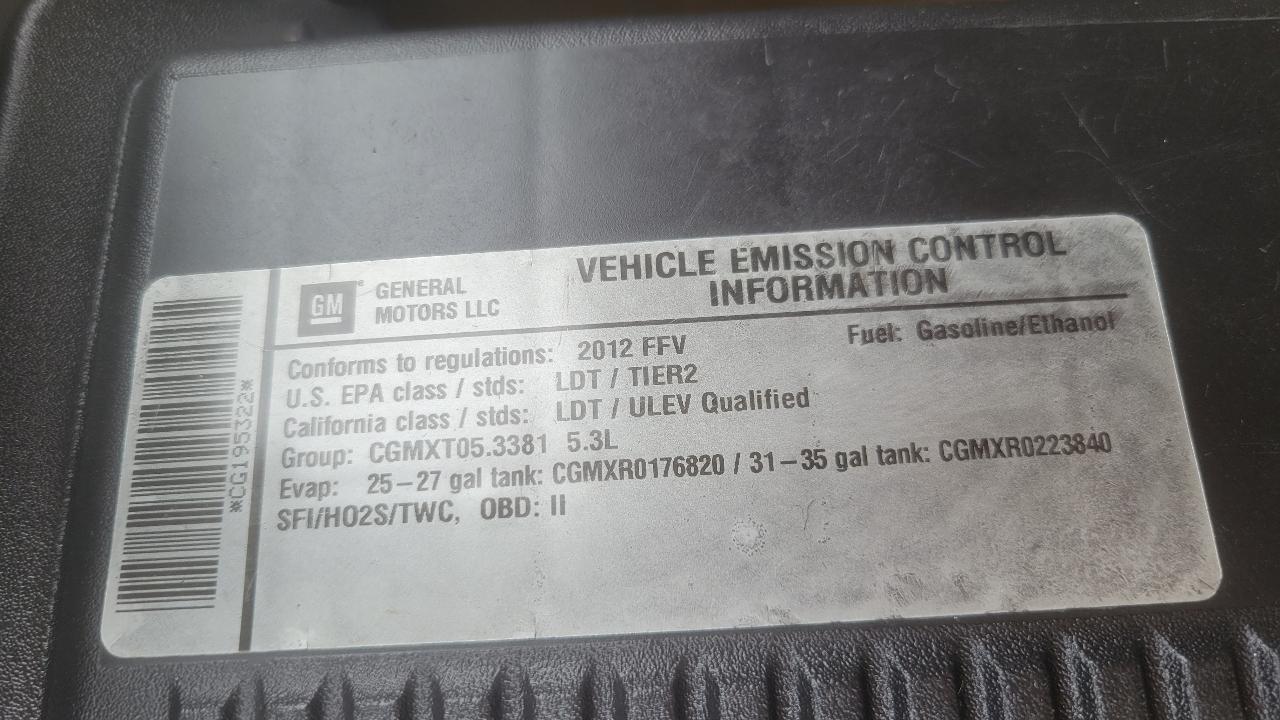 VEHICLE EMISSION CONTROL
INFORMATION
GM
GENERAL
MOTORS LLC
Fuel: Gasoline/Ethanol
Conforms to regulations: 2012 FFV
U.S. EPA class / stds: LDT / TIER2
California class / stds: LDT / ULEV Qualified
Group: CGMXT05.3381 5.3L
Evap: 25-27 gal tank: CGMXR0176820 / 31-35 gal tank: CGMXR0223840
SFI/HO2S/TWC, OBD: II
*CG195322*